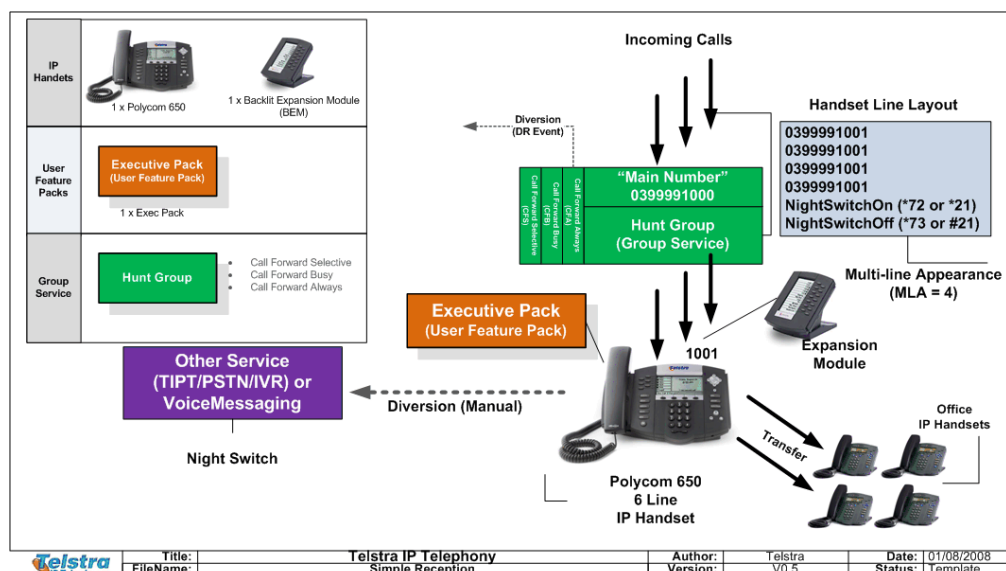 IP
Handets
1 x Polycom 650
1 x Backlit Expansion Module
(BEM)
User
Feature
Packs
Executive Pack
(User Feature Pack)
1 x Exec Pack
Group
Service
Hunt Group
Call Forward Selective
Call Forward Busy
Call Forward Always
Incoming Calls
Diversion
(DR Event)
Call Forward Selective
(CFS)
Call Forward Busy
(CFB)
Call Forward Always
(CFA)
“Main Number”
0399991000
Hunt Group
(Group Service)
Handset Line Layout
0399991001
0399991001
0399991001
0399991001
NightSwitchOn (*72 or *21)
NightSwitchOff (*73 or #21)
Multi-line Appearance
(MLA = 4)
Executive Pack
(User Feature Pack)
1001
Expansion
Module
Other Service
(TIPT/PSTN/IVR) or
VoiceMessaging
Diversion (Manual)
Night Switch
Transfer
Office
IP Handsets
Polycom 650
6 Line
IP Handset
Telstra
Title:
Telstra IP Telephony
Author:
Telstra
Date:
01/08/2008
FileName:
Simple Reception
Version:
V0.5
Status:
Template